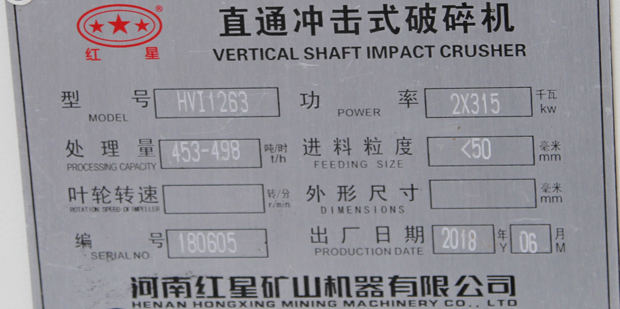 直通冲击式破碎机
红星® VERTICAL SHAFT IMPACT CRUSHER
型号 HVI1263 功率 2X315 千瓦
MODEL POWER kw
处理量 453-498 吨/时 进料粒度 <50 毫米
PROCESSING CAPACITY t/h FEEDING SIZE mm
叶轮转速 转/分 外形尺寸 毫米
ROTATION SPEED OF IMPELLER r/min DIMENSIONS mm
编号 180605 出厂日期 2018 年 06 月
SERIAL NO. PRODUCTION DATE Y M
河南红星矿山机器有限公司
HENAN HONGXING MINING MACHINERY CO., LTD